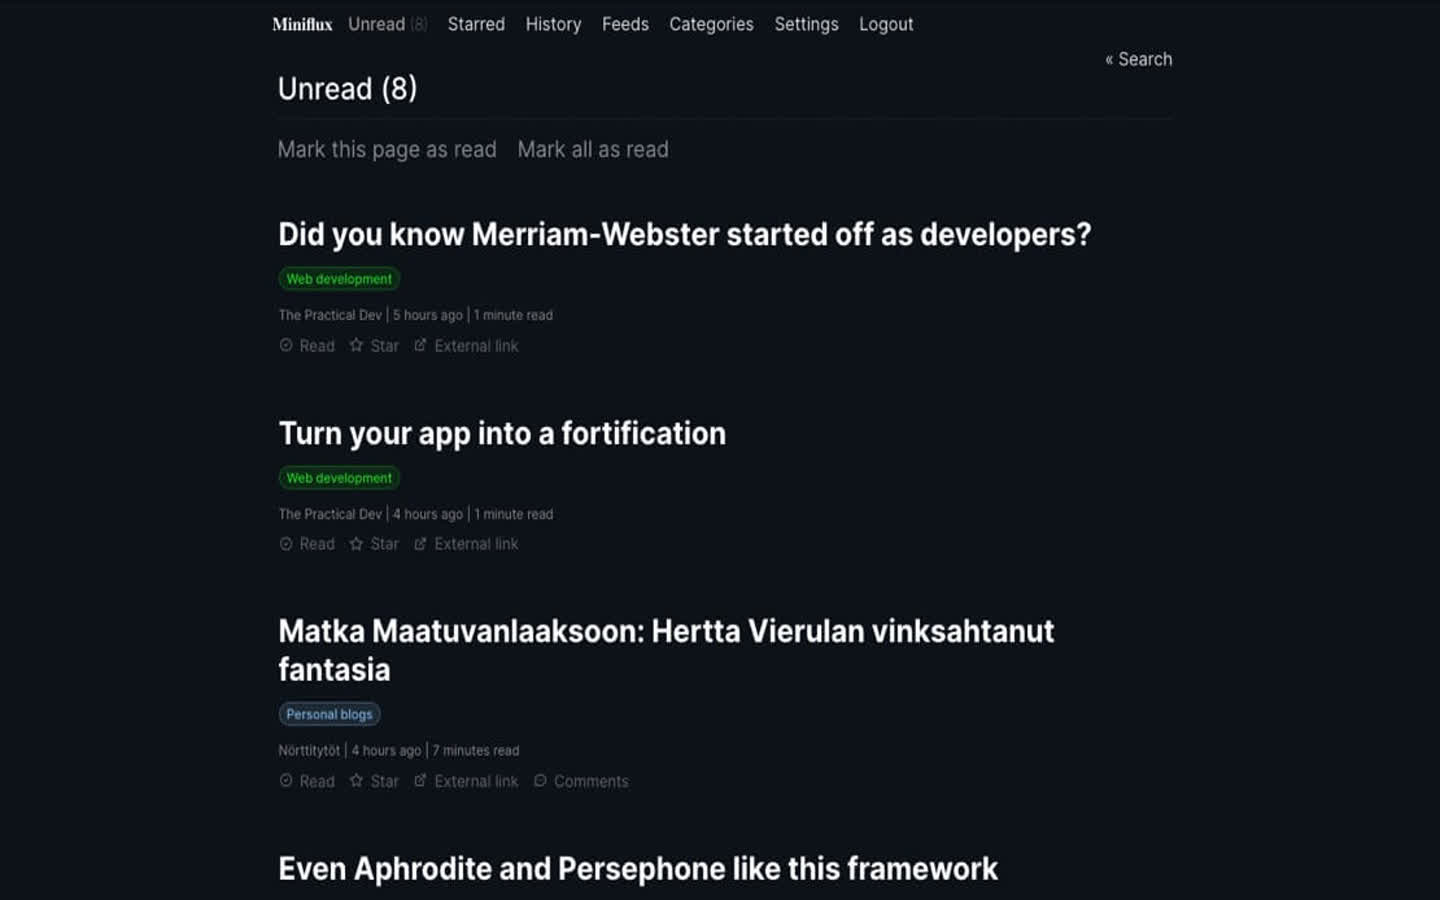 Miniflux Unread (8) Starred History Feeds Categories Settings Logout
« Search
Unread (8)
Mark this page as read Mark all as read
Did you know Merriam-Webster started off as developers?
Web development
The Practical Dev | 5 hours ago | 1 minute read
Read Star External link
Turn your app into a fortification
Web development
The Practical Dev | 4 hours ago | 1 minute read
Read Star External link
Matka Maatuvanlaaksoon: Hertta Vierulan vinksahtanut
fantasia
Personal blogs
Nörttitytöt | 4 hours ago | 7 minutes read
Read Star External link Comments
Even Aphrodite and Persephone like this framework